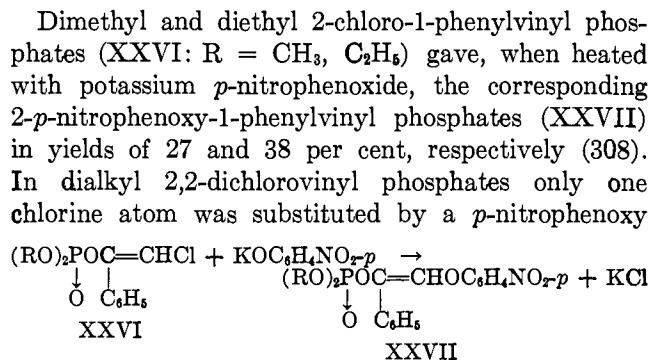 Dimethyl and diethyl 2-chloro-1-phenylvinyl phos-
phates (XXVI: R = CH₃, C₂H₅) gave, when heated
with potassium p-nitrophenoxide, the corresponding
2-p-nitrophenoxy-1-phenylvinyl phosphates (XXVII)
in yields of 27 and 38 per cent, respectively (308).
In dialkyl 2,2-dichlorovinyl phosphates only one
chlorine atom was substituted by a p-nitrophenoxy
(RO)₂POC=CHCl + KOC₆H₄NO₂-p →
(RO)₂POC=CHOC₆H₄NO₂-p + KCl
↓ |
O C₆H₅
↓ |
O C₆H₅
XXVI
XXVII